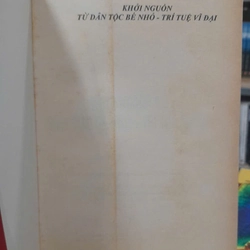 KHỞI NGUỒN
TỪ DÂN TỘC BÉ NHỎ - TRÍ TUỆ VĨ ĐẠI